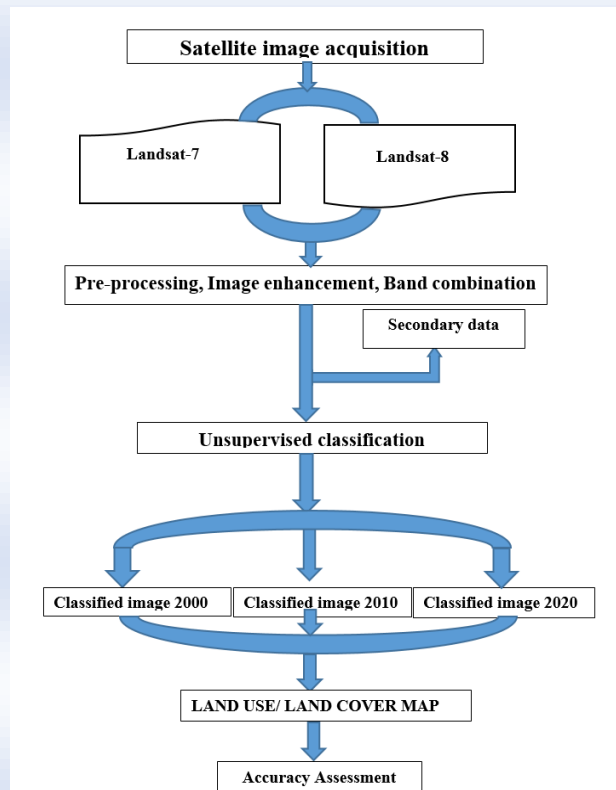 Satellite image acquisition
Landsat-7
Landsat-8
Pre-processing, Image enhancement, Band combination
Secondary data
Unsupervised classification
Classified image 2000
Classified image 2010
Classified image 2020
LAND USE/ LAND COVER MAP
Accuracy Assessment